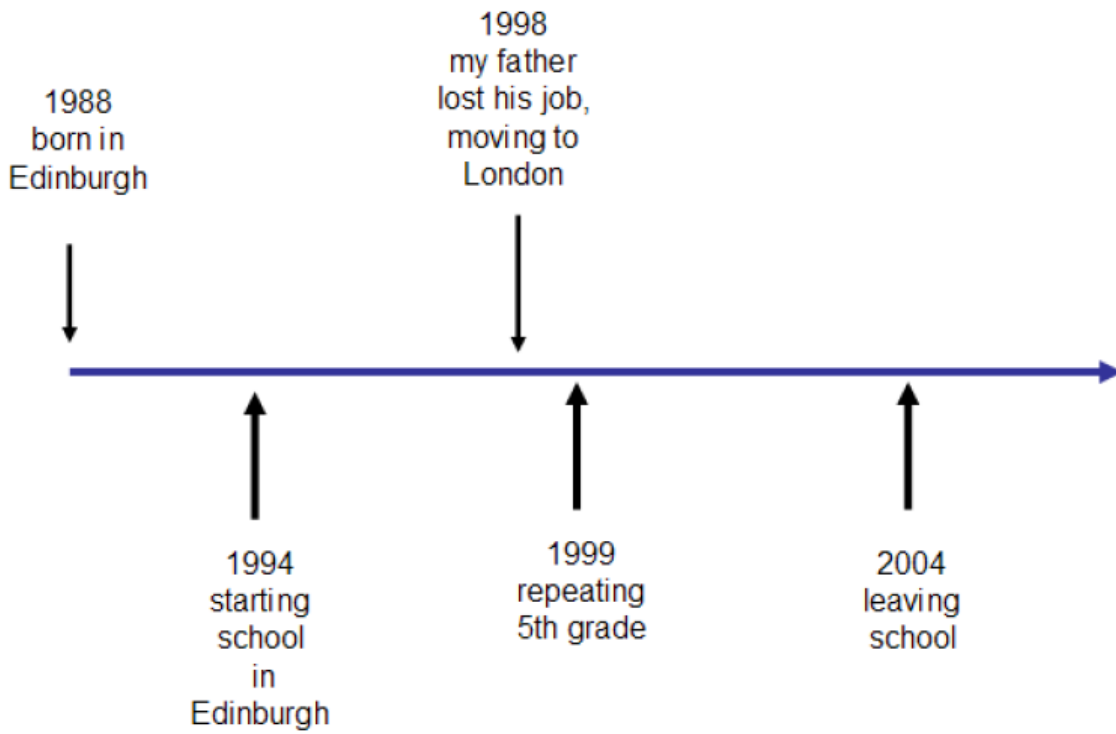 1988
born in
Edinburgh
1998
my father
lost his job,
moving to
London
1994
starting
school
in
Edinburgh
1999
repeating
5th grade
2004
leaving
school